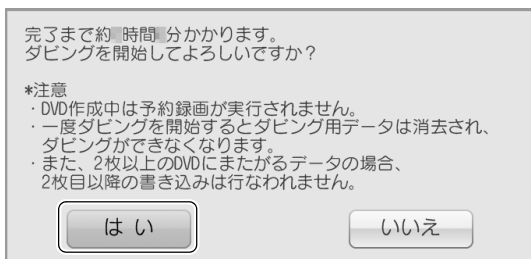 完了まで約 時間 分かかります。
ダビングを開始してよろしいですか？
*注意
・DVD作成中は予約録画が実行されません。
・一度ダビングを開始するとダビング用データは消去され、
ダビングができなくなります。
・また、2枚以上のDVDにまたがるデータの場合、
2枚目以降の書き込みは行なわれません。
はい いいえ